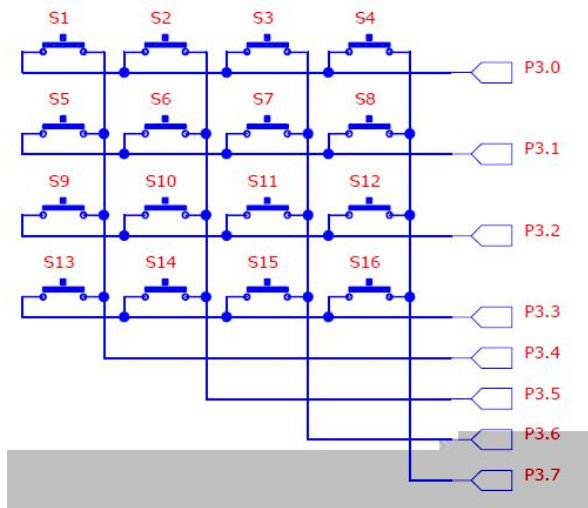 S1 S2 S3 S4
P3.0
S5 S6 S7 S8
P3.1
S9 S10 S11 S12
P3.2
S13 S14 S15 S16
P3.3
P3.4
P3.5
P3.6
P3.7